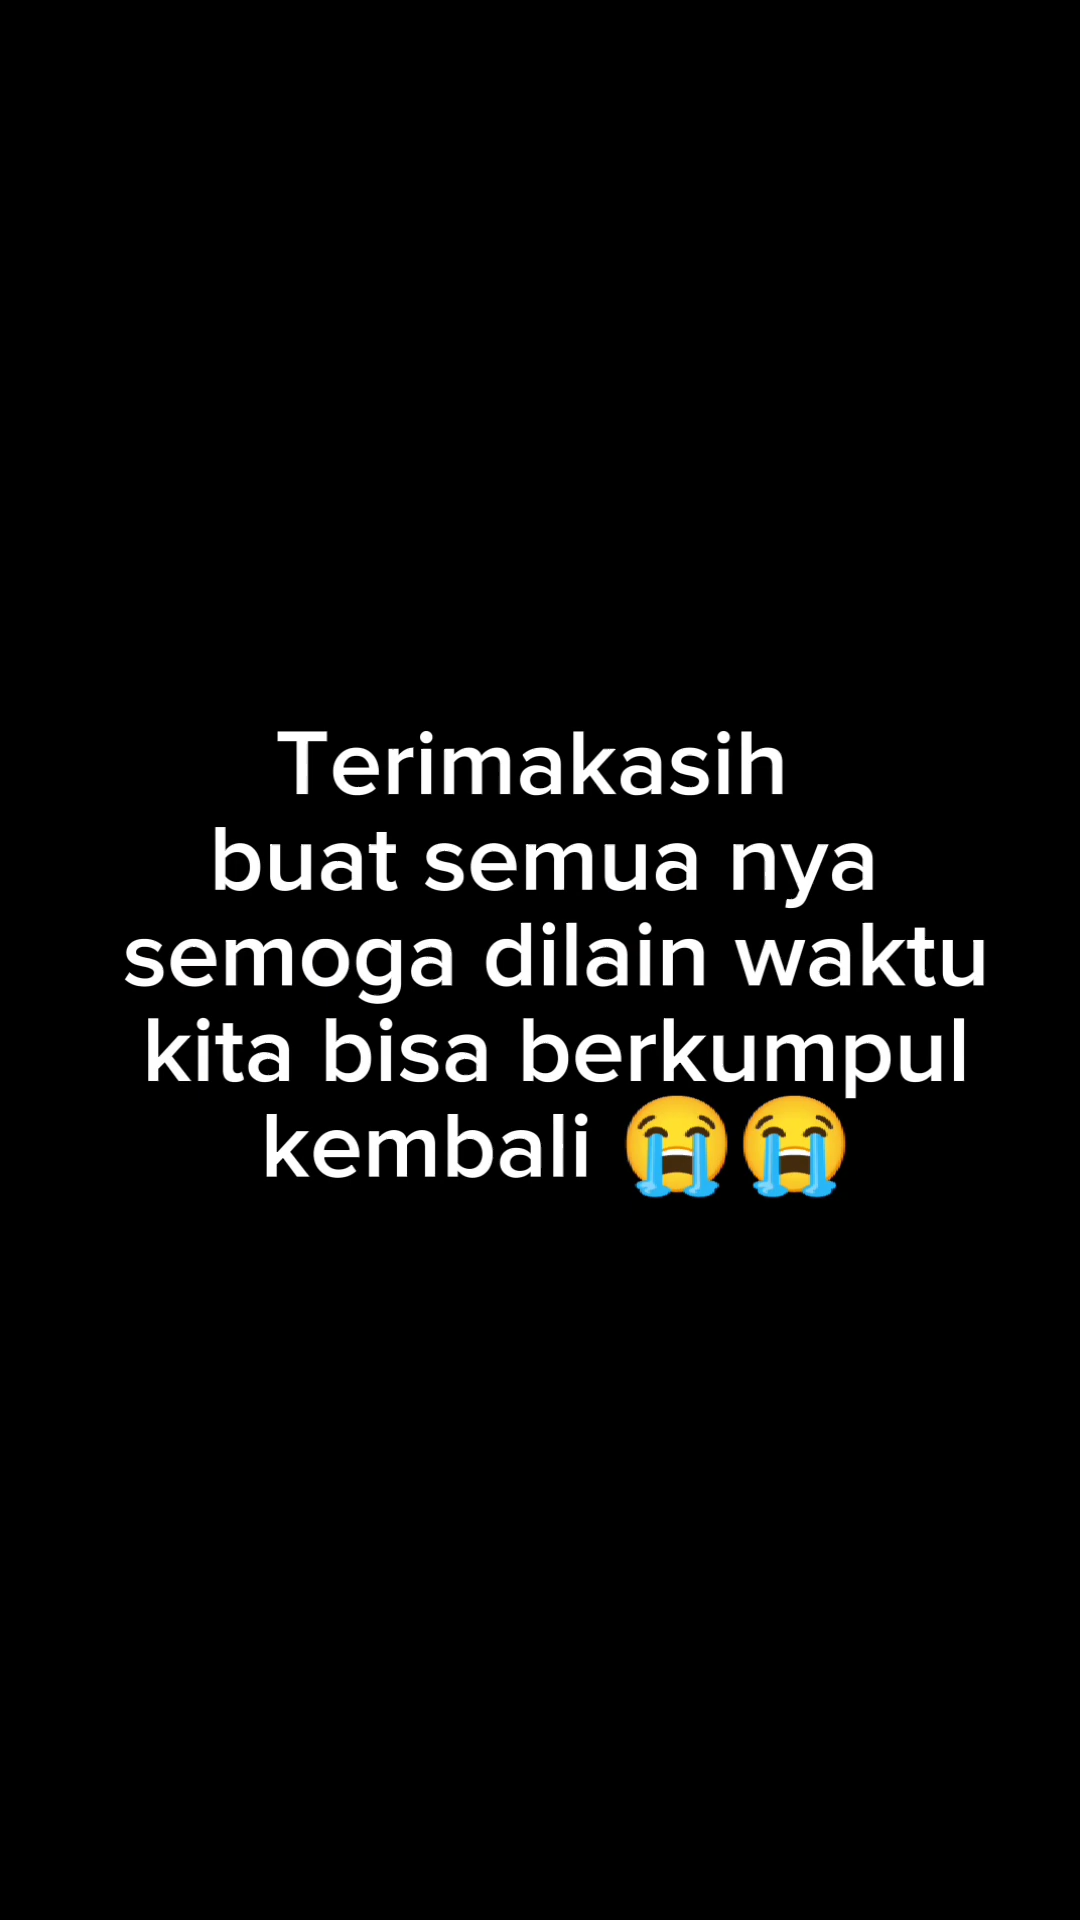 Terimakasih
buat semua nya
semoga dilain waktu
kita bisa berkumpul
kembali 😭😭